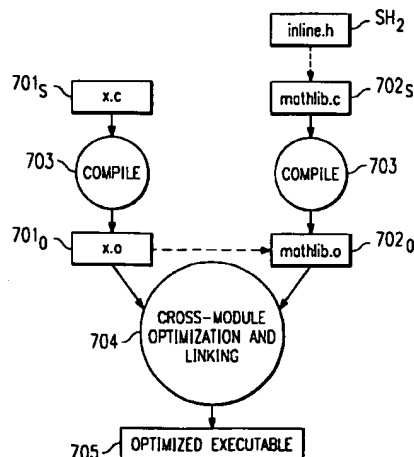 inline.h SH2
701S x.c mathlib.c 702S
703 COMPILE COMPILE 703
701O x.o mathlib.o 702O
704 CROSS-MODULE
OPTIMIZATION AND
LINKING
705 OPTIMIZED EXECUTABLE